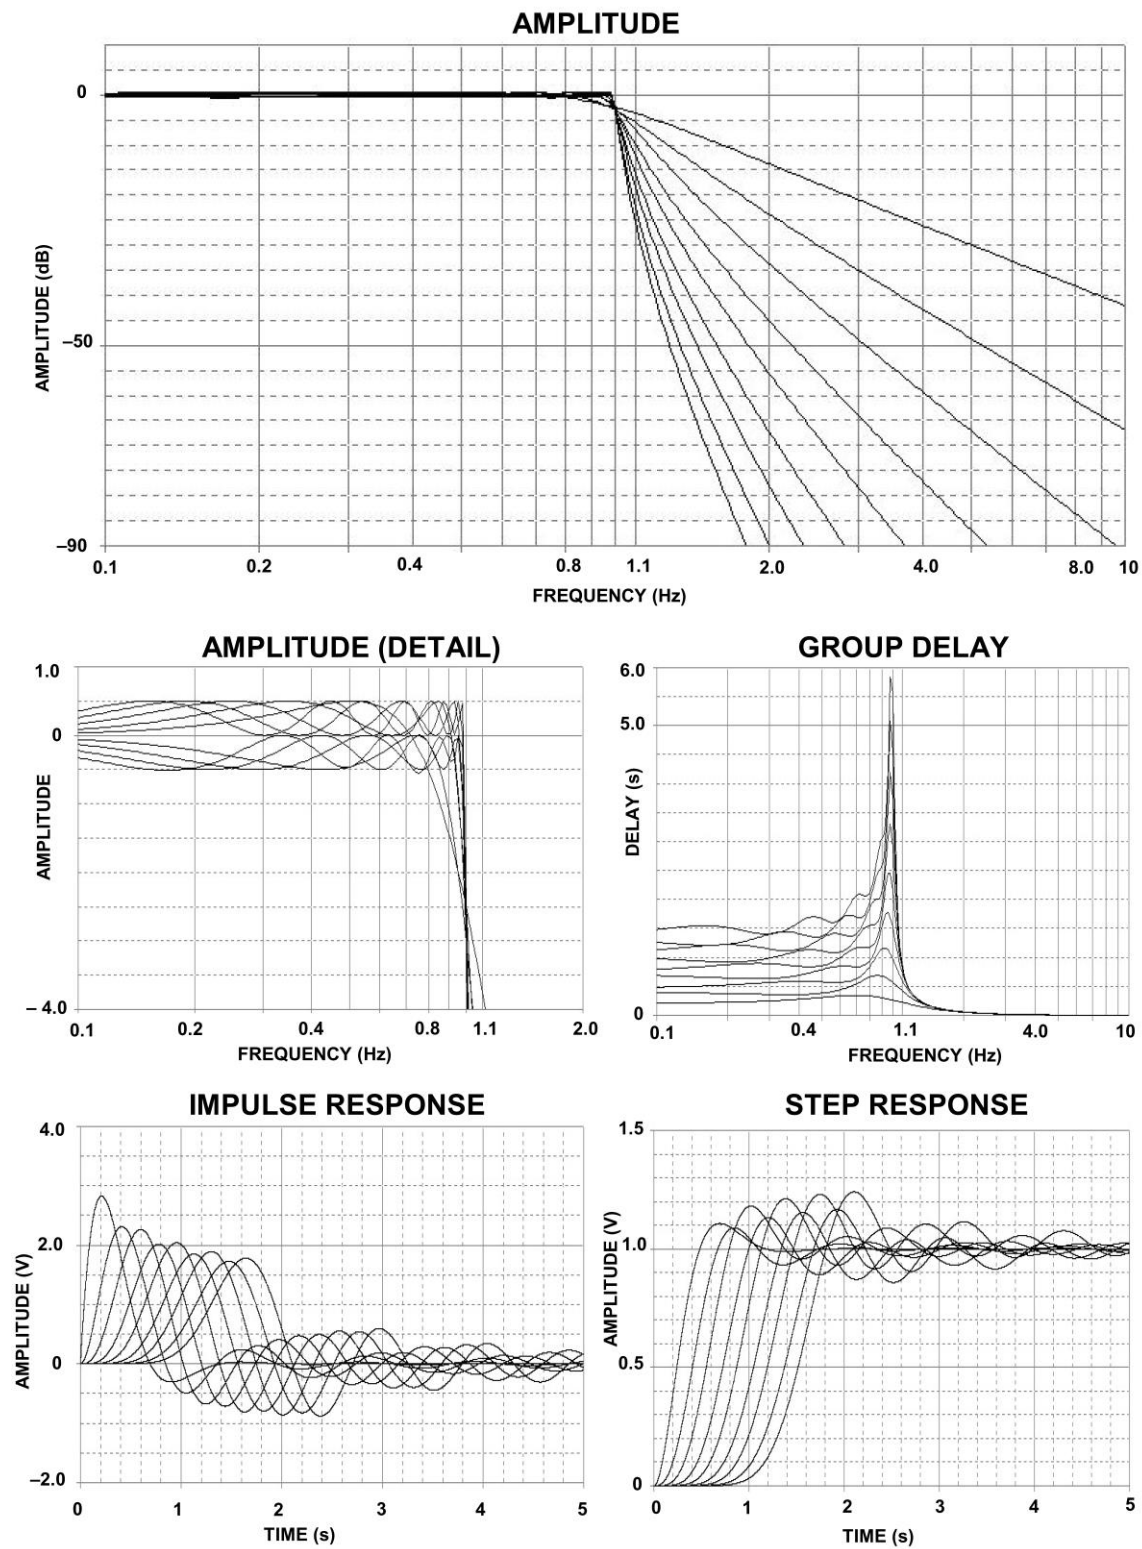 AMPLITUDE
0
–50
–90
AMPLITUDE (dB)
0.1 0.2 0.4 0.8 1.1 2.0 4.0 8.0 10
FREQUENCY (Hz)
AMPLITUDE (DETAIL)
1.0
0
– 4.0
AMPLITUDE
0.1 0.2 0.4 0.8 1.1 2.0
FREQUENCY (Hz)
GROUP DELAY
6.0
5.0
0
DELAY (s)
0.1 0.4 1.1 4.0 10
FREQUENCY (Hz)
IMPULSE RESPONSE
4.0
2.0
0
–2.0
AMPLITUDE (V)
0 1 2 3 4 5
TIME (s)
STEP RESPONSE
1.5
1.0
0.5
0
AMPLITUDE (V)
0 1 2 3 4 5
TIME (s)